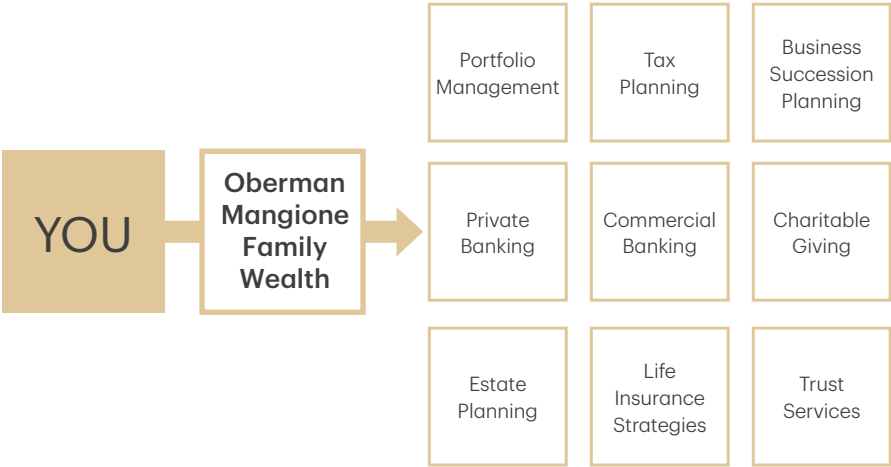 YOU
Oberman
Mangione
Family
Wealth
Portfolio
Management
Tax
Planning
Business
Succession
Planning
Private
Banking
Commercial
Banking
Charitable
Giving
Estate
Planning
Life
Insurance
Strategies
Trust
Services